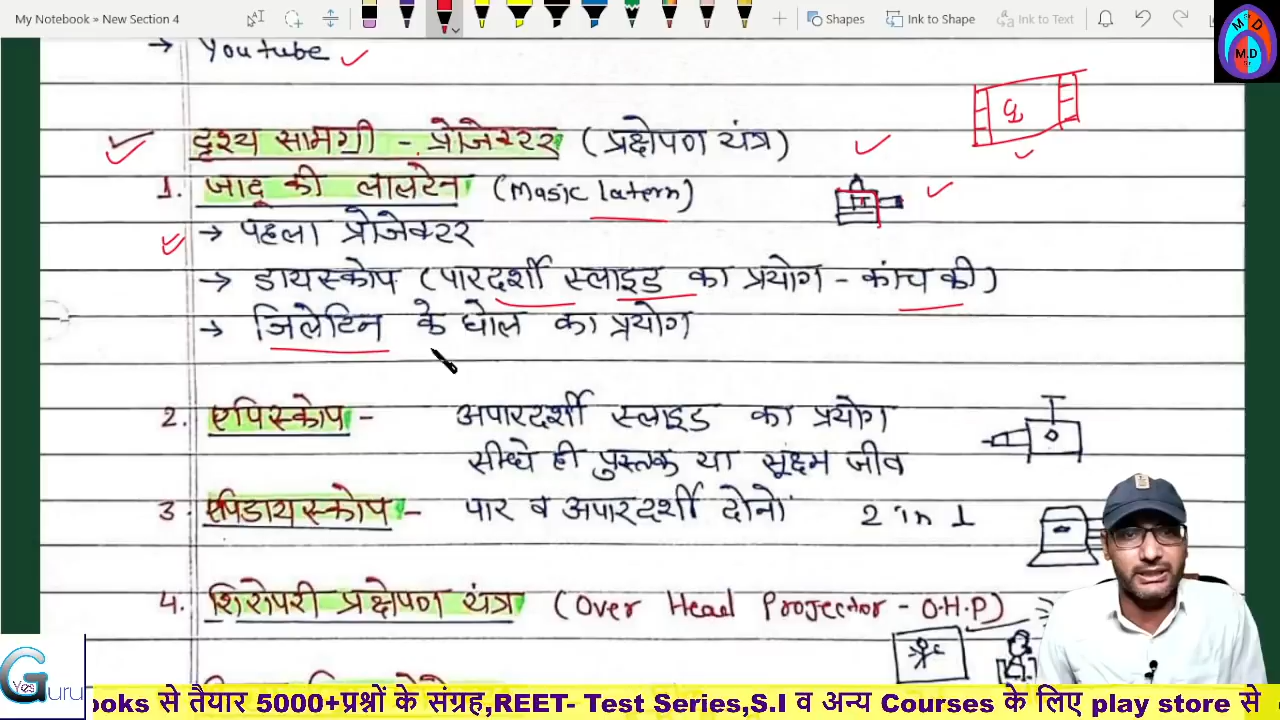 My Notebook » New Section 4
Shapes
Ink to Shape
Ink to Text
→ Youtube
दृश्य सामग्री - प्रोजेक्टर (प्रक्षेपण यंत्र)
1. जादू की लालटेन (Masic latern)
→ पहला प्रोजेक्टर
→ डायस्कोप (पारदर्शी स्लाइड का प्रयोग - कांच की)
→ जिलेटिन के घोल का प्रयोग
2. एपिस्कोप - अपारदर्शी स्लाइड का प्रयोग
सीधे ही पुस्तक या सूक्ष्म जीव
3. एपिडायस्कोप - पार व अपारदर्शी दोनों 2 in 1
4. शिरोपरी प्रक्षेपण यंत्र (Over Head Projector - O.H.P)
M D
M.D
Yes Guru
ooks से तैयार 5000+प्रश्नों के संग्रह,REET- Test Series,S.I व अन्य Courses के लिए play store से